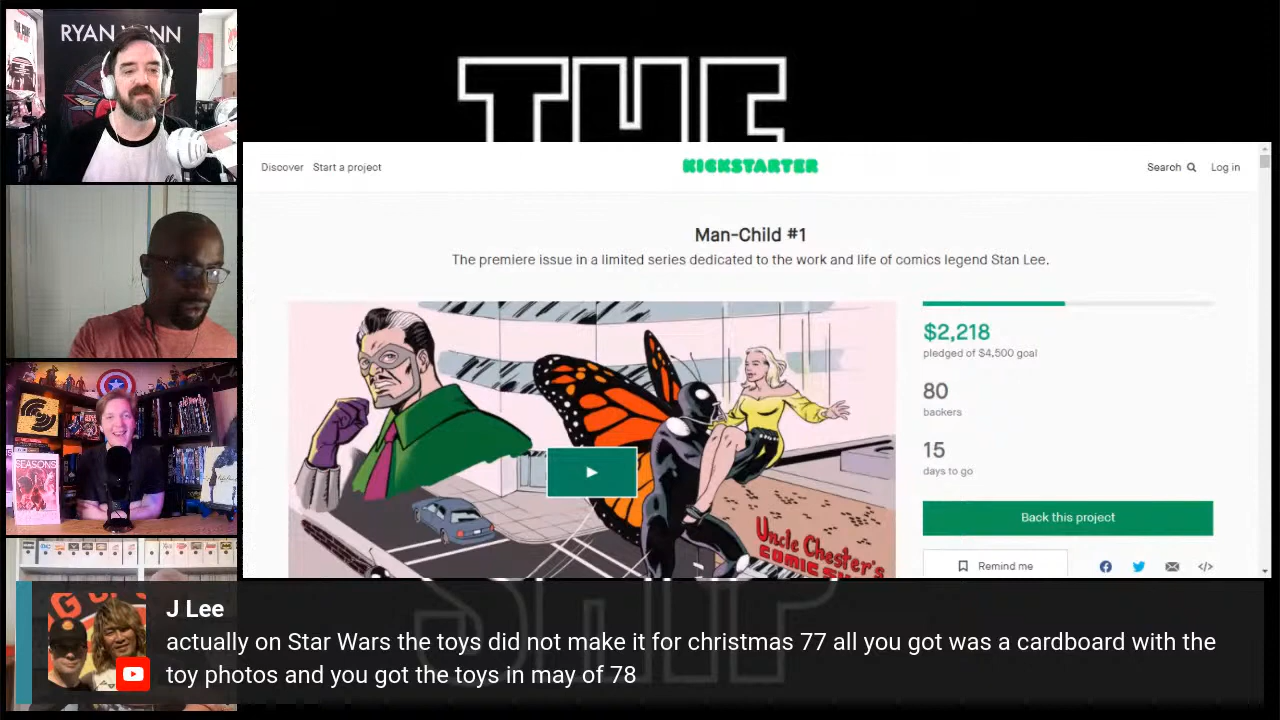 RYAN
THE
Discover Start a project
KICKSTARTER
Search
Log in
Man-Child #1
The premiere issue in a limited series dedicated to the work and life of comics legend Stan Lee.
$2,218
pledged of $4,500 goal
80
backers
15
days to go
Back this project
Remind me
Uncle Chester's
SEASONS
SHIP
J Lee
actually on Star Wars the toys did not make it for christmas 77 all you got was a cardboard with the
toy photos and you got the toys in may of 78